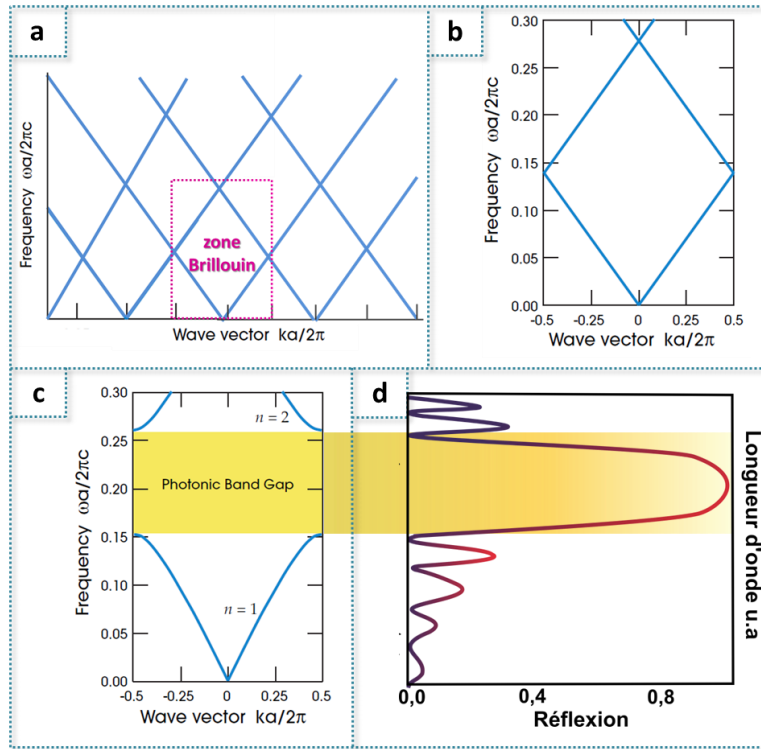 a
Frequency ωa/2πc
zone
Brillouin
Wave vector ka/2π
b
Frequency ωa/2πc
0.30
0.25
0.20
0.15
0.10
0.05
0.00
-0.5 -0.25 0 0.25 0.5
Wave vector ka/2π
c
Frequency ωa/2πc
0.30
0.25
0.20
0.15
0.10
0.05
0.00
n = 2
Photonic Band Gap
n = 1
-0.5 -0.25 0 0.25 0.5
Wave vector ka/2π
d
Longueur d'onde u.a
0,0 0,4 0,8
Réflexion